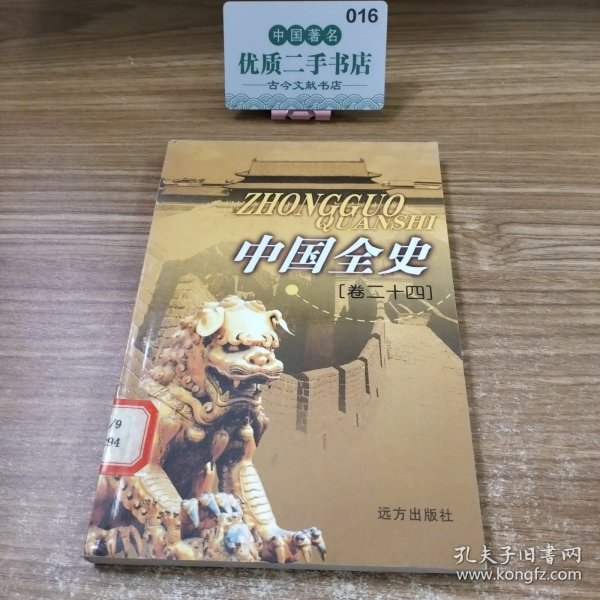 016
中国著名
优质二手书店
古今文献书店
ZHONGGUO
QUANSHI
中国全史
[卷二十四]
/9
94
远方出版社
孔夫子旧书网
www.kongfz.com